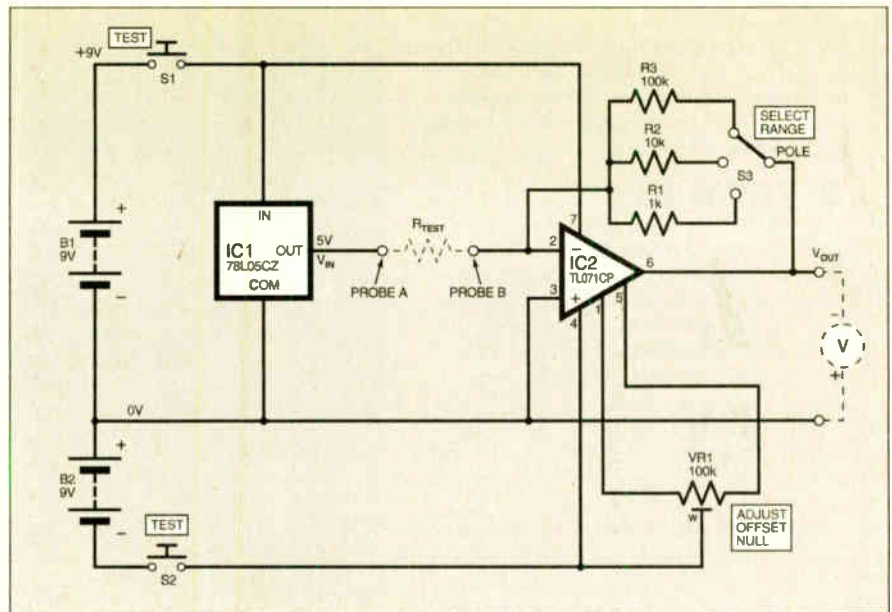 TEST
+9V
S1
R3
100k
SELECT
RANGE
R2
10k
POLE
S3
R1
1k
+
B1
9V
−
IN
IC1
OUT
78L05CZ
COM
5V
VIN
RTEST
PROBE A
PROBE B
7
2
−
IC2
TL071CP
6
3
+
4
1
5
VOUT
−
V
+
0V
+
B2
9V
−
VR1
100k
W
ADJUST
OFFSET
NULL
TEST
S2